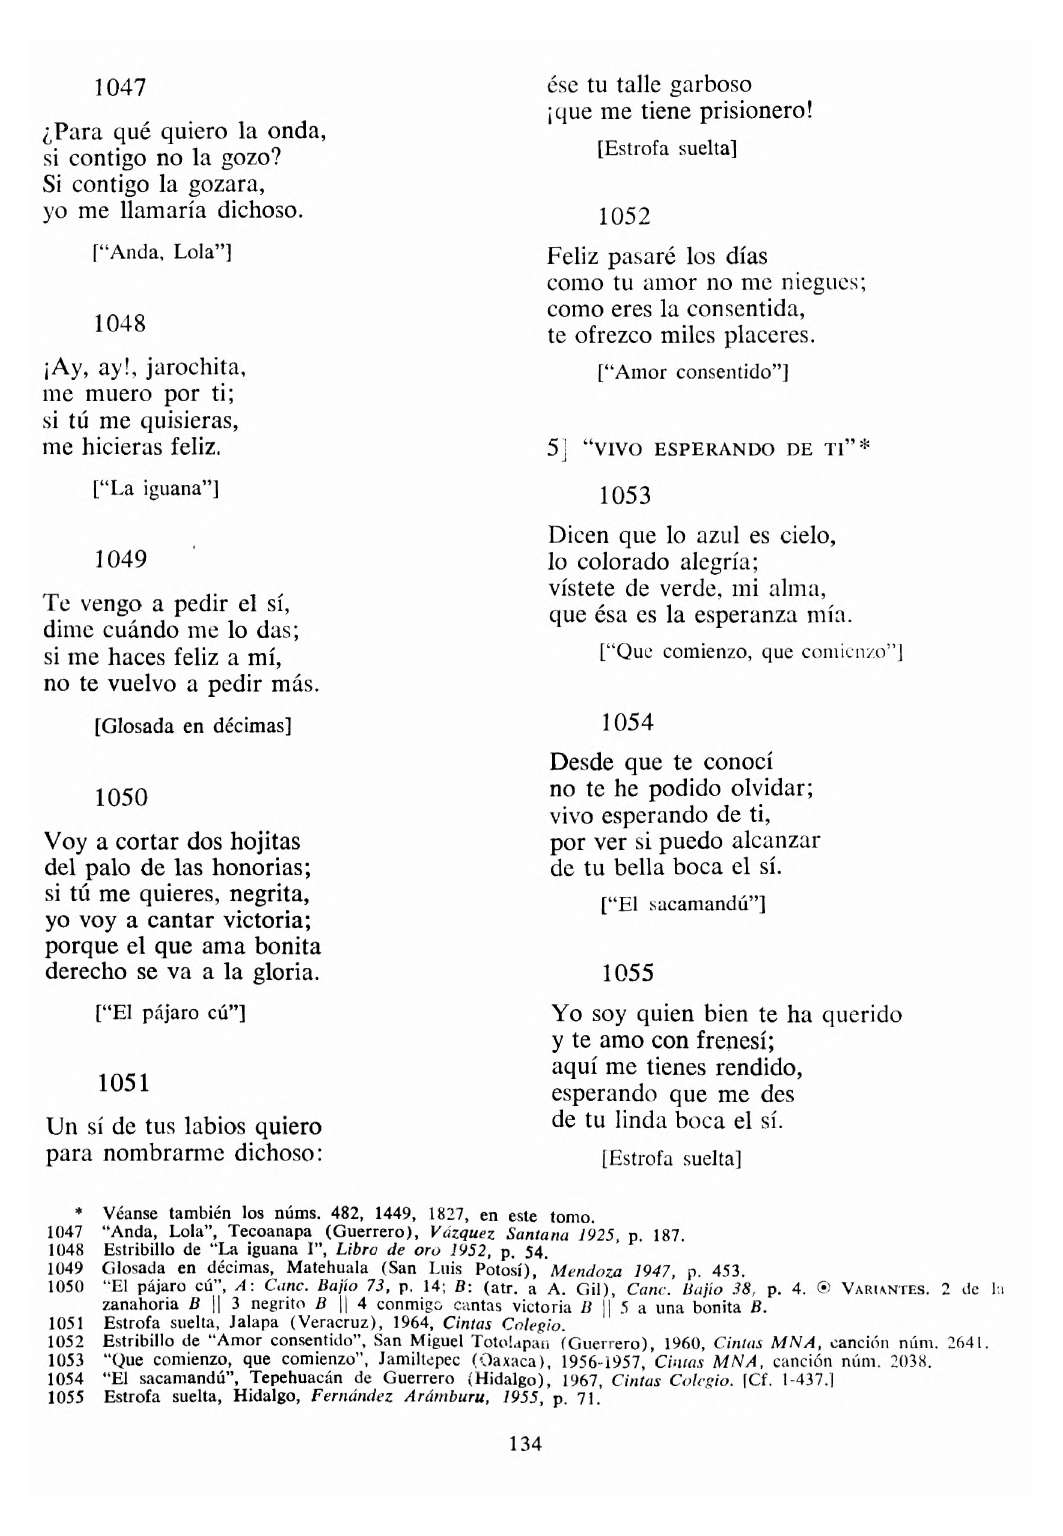 1047
¿Para qué quiero la onda,
si contigo no la gozo?
Si contigo la gozara,
yo me llamaría dichoso.
[“Anda, Lola”]
1048
¡Ay, ay!, jarochita,
me muero por ti;
si tú me quisieras,
me hicieras feliz.
[“La iguana”]
1049
Te vengo a pedir el sí,
dime cuándo me lo das;
si me haces feliz a mí,
no te vuelvo a pedir más.
[Glosada en décimas]
1050
Voy a cortar dos hojitas
del palo de las honorias;
si tú me quieres, negrita,
yo voy a cantar victoria;
porque el que ama bonita
derecho se va a la gloria.
[“El pájaro cú”]
1051
Un sí de tus labios quiero
para nombrarme dichoso:
ése tu talle garboso
¡que me tiene prisionero!
[Estrofa suelta]
1052
Feliz pasaré los días
como tu amor no me niegues;
como eres la consentida,
te ofrezco miles placeres.
[“Amor consentido”]
5] “VIVO ESPERANDO DE TI”*
1053
Dicen que lo azul es cielo,
lo colorado alegría;
vístete de verde, mi alma,
que ésa es la esperanza mía.
[“Que comienzo, que comienzo”]
1054
Desde que te conocí
no te he podido olvidar;
vivo esperando de ti,
por ver si puedo alcanzar
de tu bella boca el sí.
[“El sacamandú”]
1055
Yo soy quien bien te ha querido
y te amo con frenesí;
aquí me tienes rendido,
esperando que me des
de tu linda boca el sí.
[Estrofa suelta]
* Véanse también los núms. 482, 1449, 1827, en este tomo.
1047 “Anda, Lola”, Tecoanapa (Guerrero), Vázquez Santana 1925, p. 187.
1048 Estribillo de “La iguana I”, Libro de oro 1952, p. 54.
1049 Glosada en décimas, Matehuala (San Luis Potosí), Mendoza 1947, p. 453.
1050 “El pájaro cú”, A: Canc. Bajío 73, p. 14; B: (atr. a A. Gil), Canc. Bajío 38, p. 4. ⊙ VARIANTES. 2 de la
zanahoria B || 3 negrito B || 4 conmigo cantas victoria B || 5 a una bonita B.
1051 Estrofa suelta, Jalapa (Veracruz), 1964, Cintas Colegio.
1052 Estribillo de “Amor consentido”, San Miguel Totolapan (Guerrero), 1960, Cintas MNA, canción núm. 2641.
1053 “Que comienzo, que comienzo”, Jamiltepec (Oaxaca), 1956-1957, Cintas MNA, canción núm. 2038.
1054 “El sacamandú”, Tepehuacán de Guerrero (Hidalgo), 1967, Cintas Colegio. [Cf. 1-437.]
1055 Estrofa suelta, Hidalgo, Fernández Arámburu, 1955, p. 71.
134